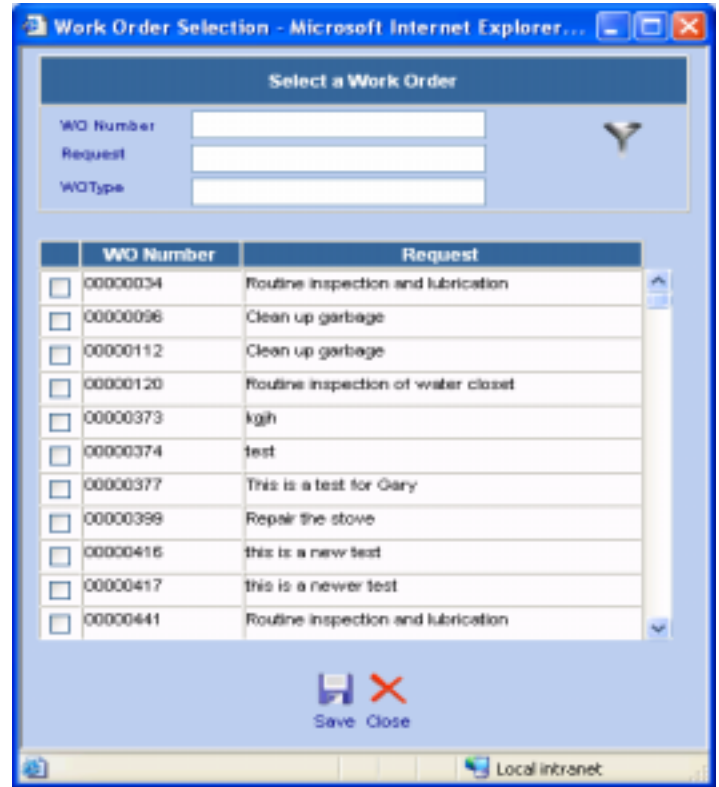 Work Order Selection - Microsoft Internet Explorer...
Select a Work Order
WO Number
Request
WOType
WO Number Request
00000034 Routine inspection and lubrication
00000096 Clean up garbage
00000112 Clean up garbage
00000120 Routine inspection of water closet
00000373 kgjh
00000374 test
00000377 This is a test for Gary
00000399 Repair the stove
00000416 this is a new test
00000417 this is a newer test
00000441 Routine inspection and lubrication
Save Close
Local intranet